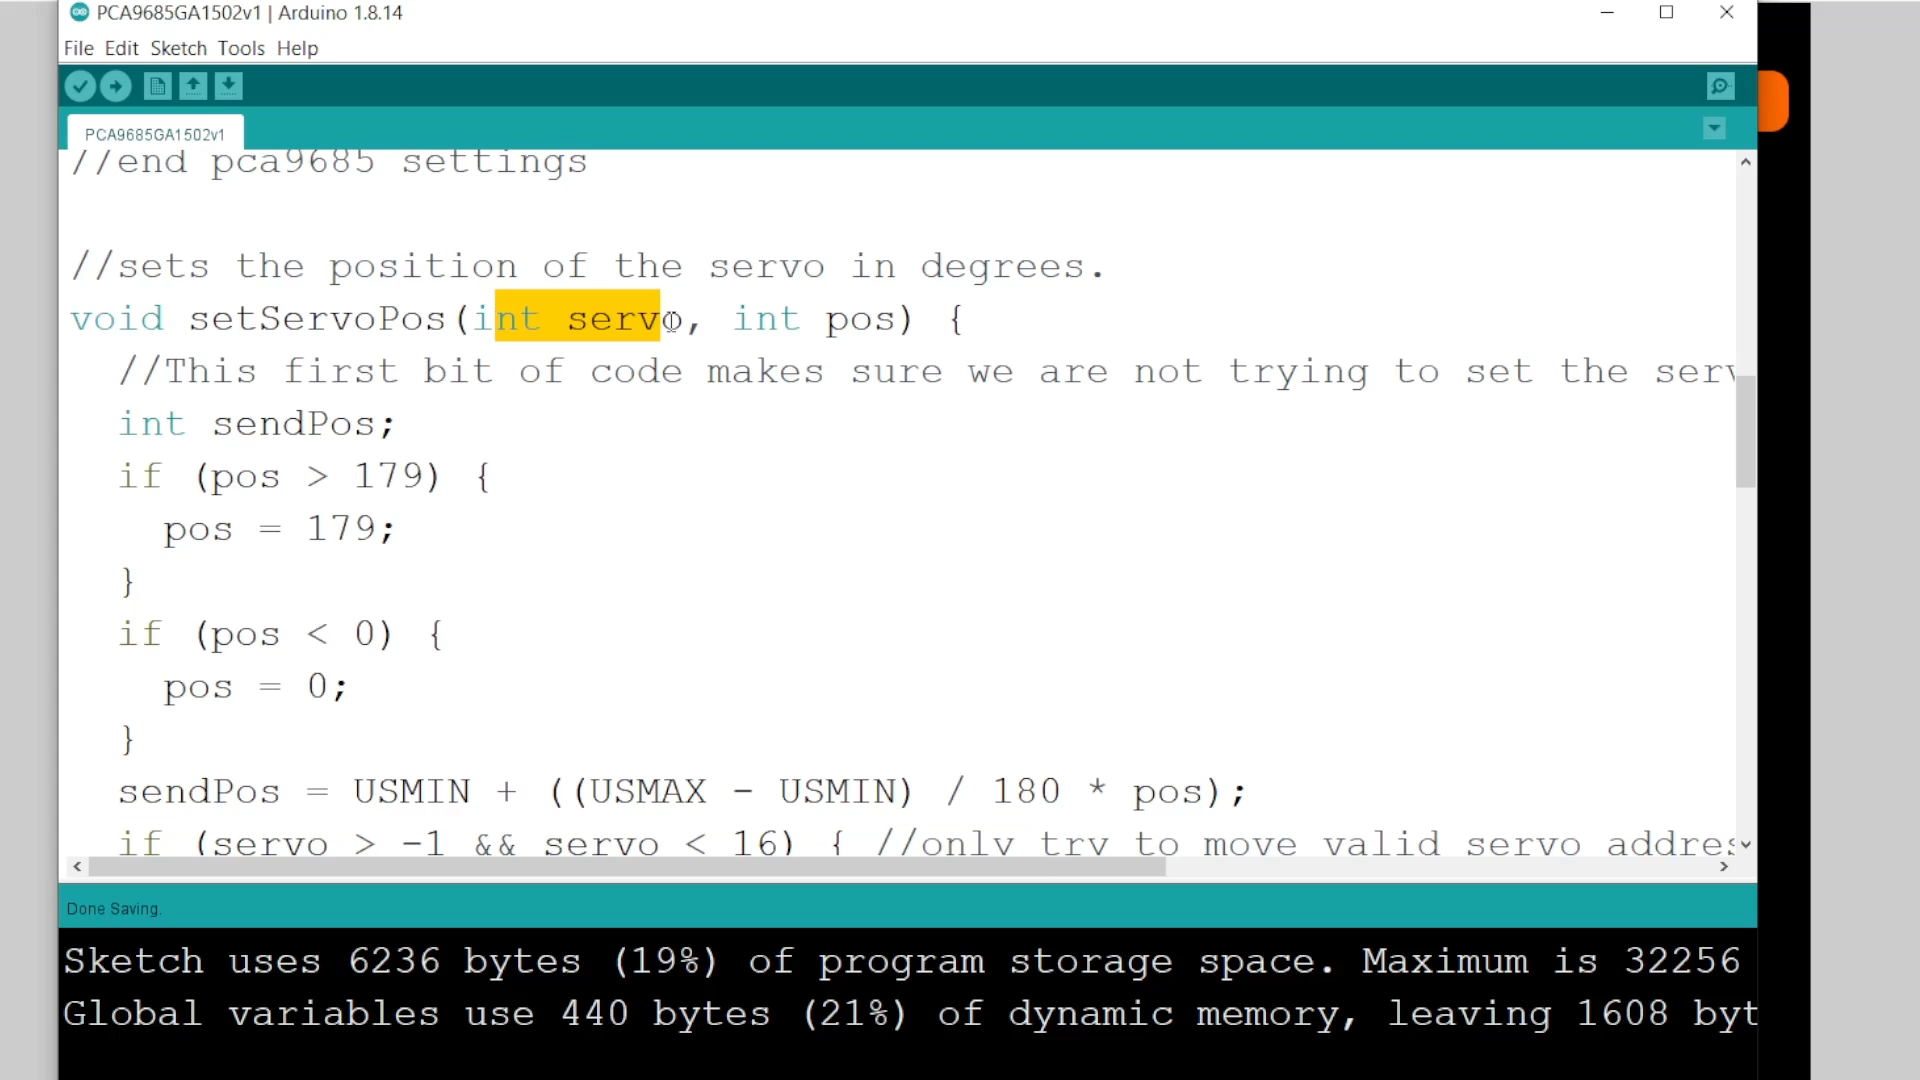 PCA9685GA1502v1 | Arduino 1.8.14
File Edit Sketch Tools Help
PCA9685GA1502v1
//end pca9685 settings
//sets the position of the servo in degrees.
void setServoPos(int servo, int pos) {
//This first bit of code makes sure we are not trying to set the serv
int sendPos;
if (pos > 179) {
pos = 179;
}
if (pos < 0) {
pos = 0;
}
sendPos = USMIN + ((USMAX - USMIN) / 180 * pos);
if (servo > -1 && servo < 16) { //only try to move valid servo addres
Done Saving.
Sketch uses 6236 bytes (19%) of program storage space. Maximum is 32256
Global variables use 440 bytes (21%) of dynamic memory, leaving 1608 byt